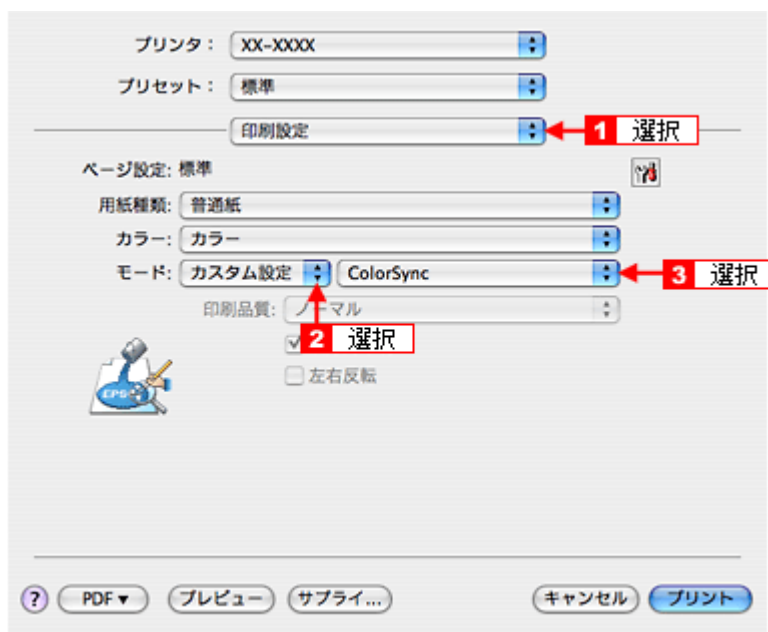 プリンタ： XX-XXXX
プリセット： 標準
印刷設定 1 選択
ページ設定: 標準
用紙種類: 普通紙
カラー: カラー
モード: カスタム設定 ColorSync 3 選択
印刷品質: ノーマル
2 選択
左右反転
EPS
? PDF▼ プレビュー サプライ... キャンセル プリント